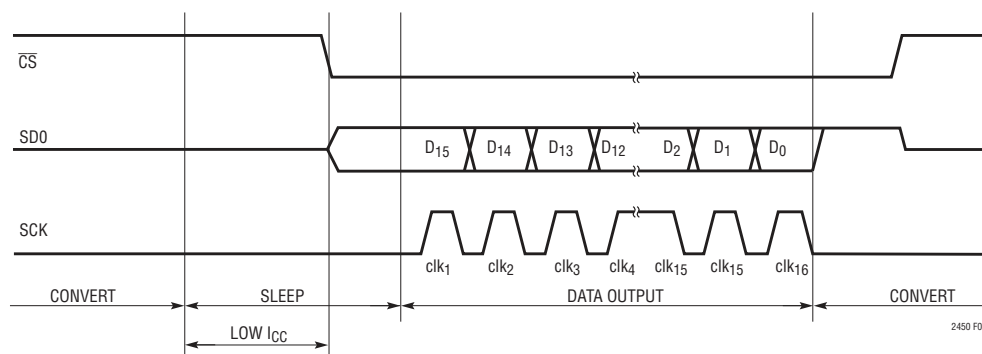 CS
SD0
D15 D14 D13 D12 D2 D1 D0
SCK
clk1 clk2 clk3 clk4 clk15 clk15 clk16
CONVERT SLEEP DATA OUTPUT CONVERT
LOW ICC
2450 F0